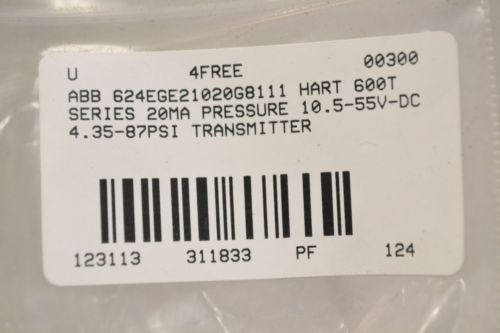 U 4FREE 00300
ABB 624EGE21020G8111 HART 600T
SERIES 20MA PRESSURE 10.5-55V-DC
4.35-87PSI TRANSMITTER
123113 311833 PF 124